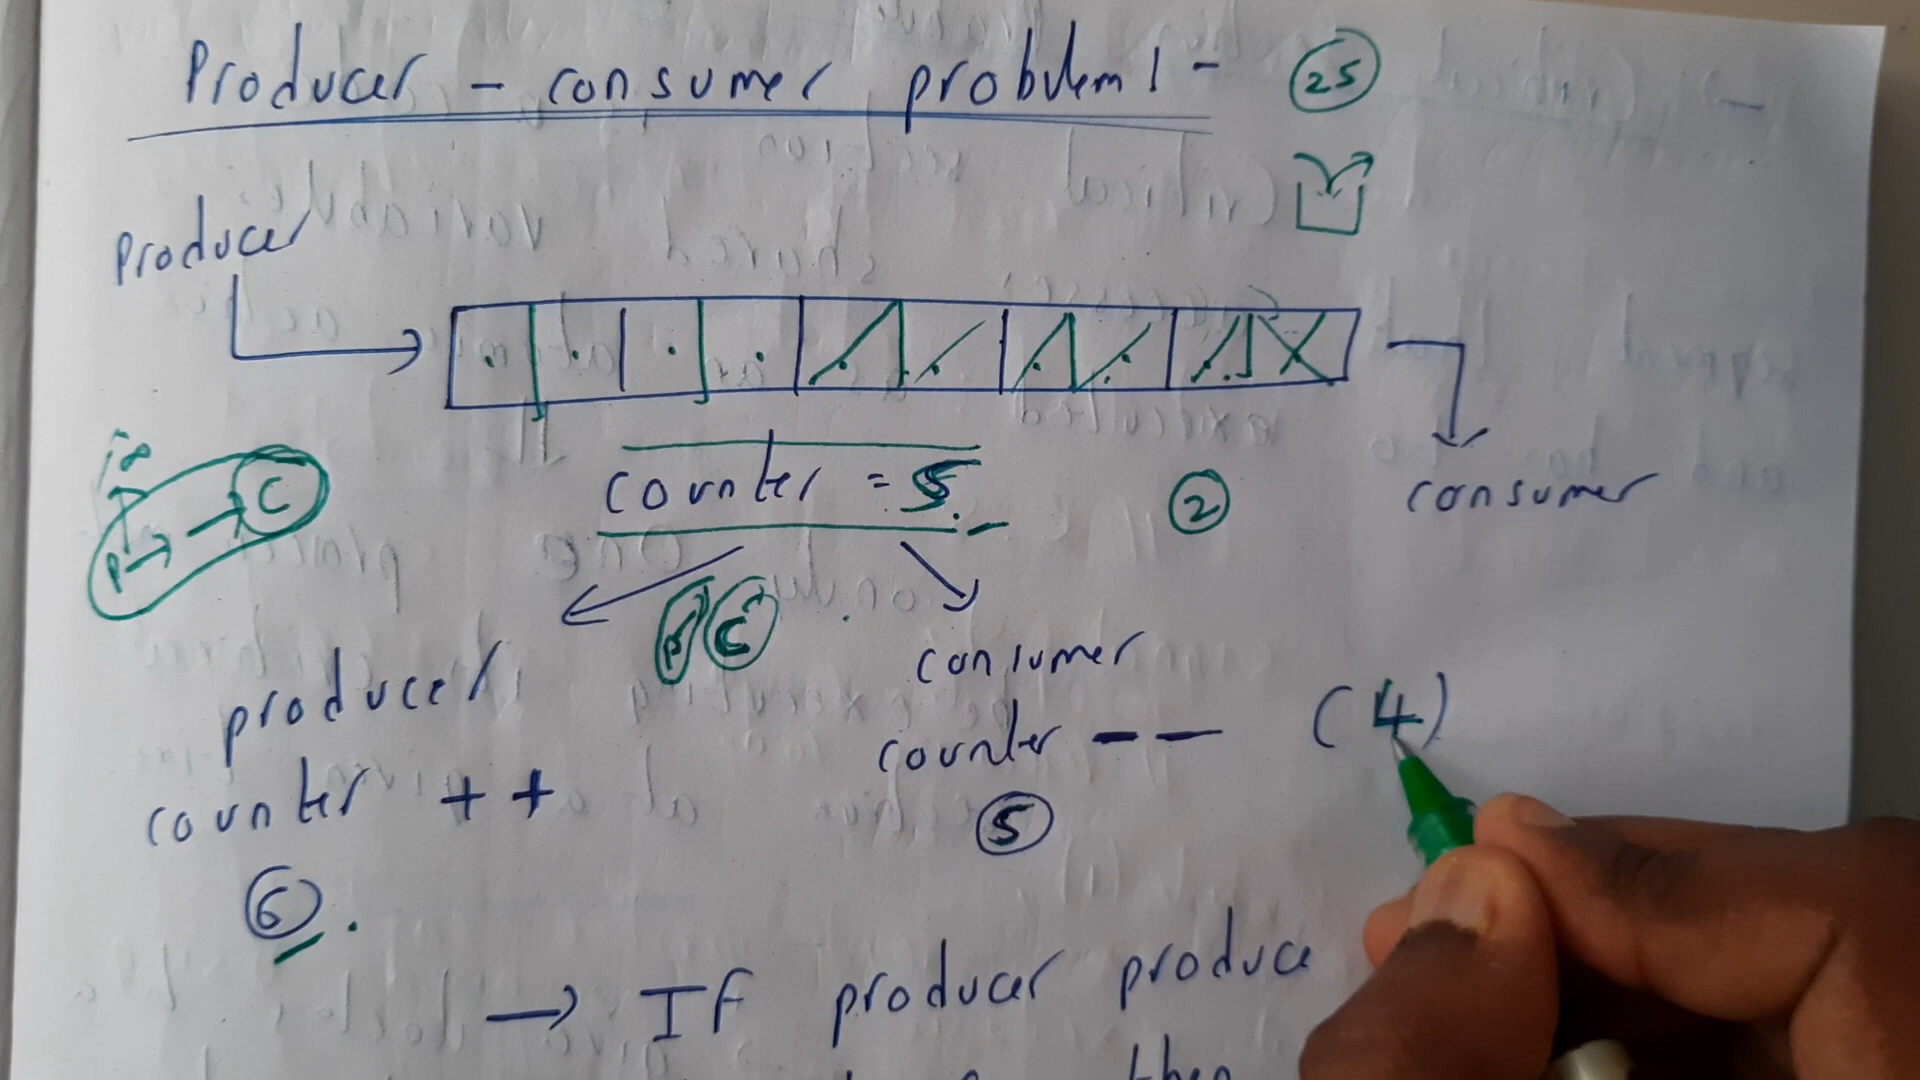 Producer - consumer problem! - 25
Producer
counter = 5.
2
consumer
C
P
P C
producer
counter ++
6
consumer
counter -- (4)
5
→ IF producer produce
then